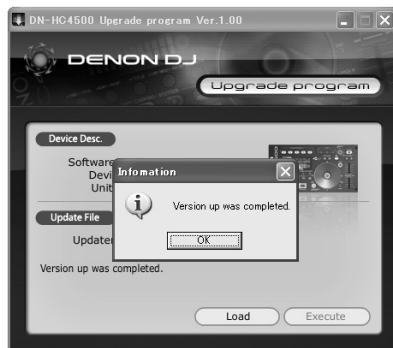 DN-HC4500 Upgrade program Ver.1.00
DENON DJ
Upgrade program
Device Desc.
Software
Devi
Unit
Infomation
Version up was completed.
OK
Update File
Update
Version up was completed.
Load
Execute